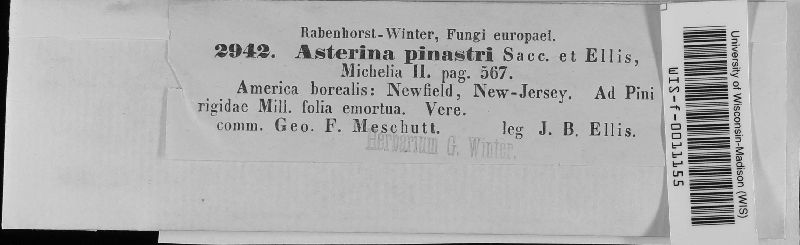 Rabenhorst-Winter, Fungi europaei.
2942. Asterina pinastri Sacc. et Ellis,
Michelia II. pag. 567.
America borealis: Newfield, New-Jersey. Ad Pini
rigidae Mill. folia emortua. Vere.
comm. Geo. F. Meschutt. leg J. B. Ellis.
Herbarium G. Winter.
University of Wisconsin-Madison (WIS)
WIS-f-0011155